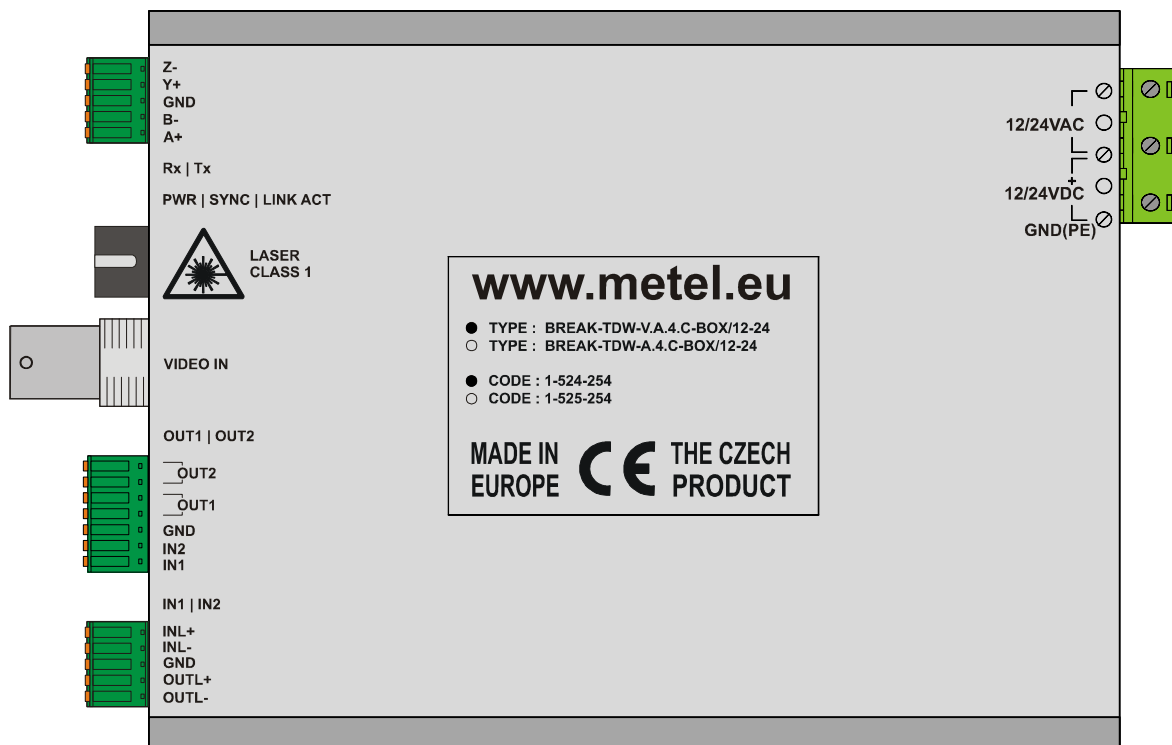 Z-
Y+
GND
B-
A+
Rx | Tx
PWR | SYNC | LINK ACT
LASER
CLASS 1
VIDEO IN
OUT1 | OUT2
OUT2
OUT1
GND
IN2
IN1
IN1 | IN2
INL+
INL-
GND
OUTL+
OUTL-
www.metel.eu
TYPE : BREAK-TDW-V.A.4.C-BOX/12-24
TYPE : BREAK-TDW-A.4.C-BOX/12-24
CODE : 1-524-254
CODE : 1-525-254
MADE IN
EUROPE
CE
THE CZECH
PRODUCT
12/24VAC
+
12/24VDC
GND(PE)